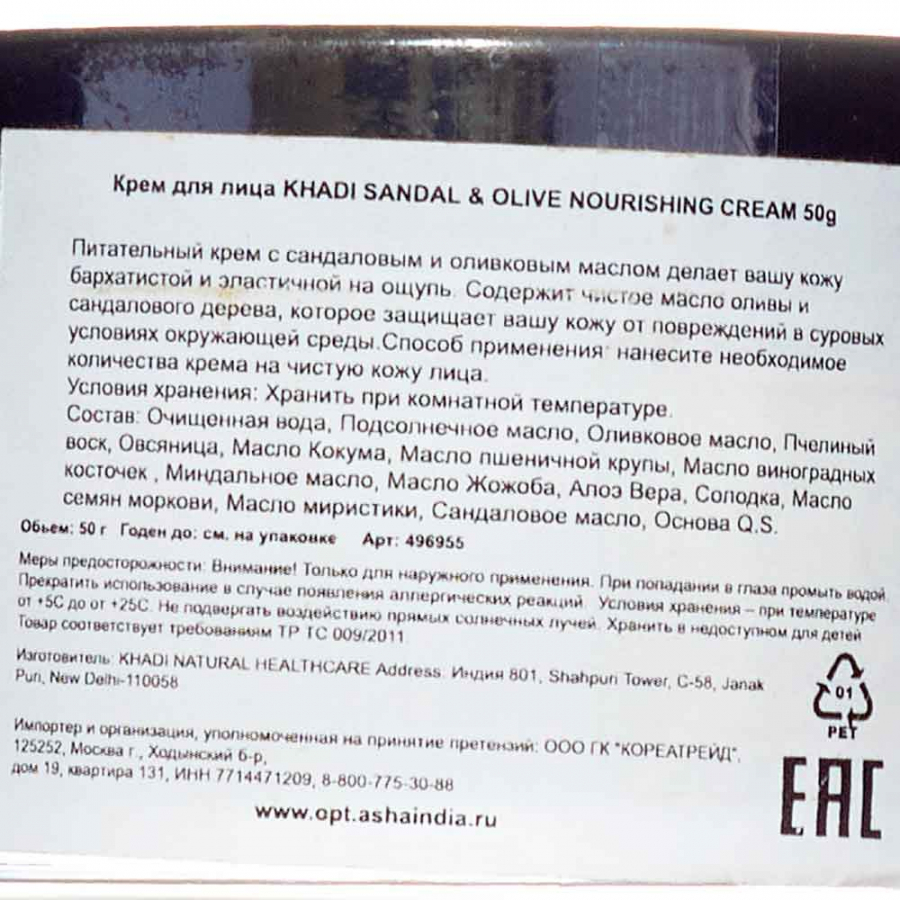 Крем для лица KHADI SANDAL & OLIVE NOURISHING CREAM 50g
Питательный крем с сандаловым и оливковым маслом делает вашу кожу
бархатистой и эластичной на ощупь. Содержит чистое масло оливы и
сандалового дерева, которое защищает вашу кожу от повреждений в суровых
условиях окружающей среды.Способ применения: нанесите необходимое
количества крема на чистую кожу лица.
Условия хранения: Хранить при комнатной температуре.
Состав: Очищенная вода, Подсолнечное масло, Оливковое масло, Пчелиный
воск, Овсяница, Масло Кокума, Масло пшеничной крупы, Масло виноградных
косточек , Миндальное масло, Масло Жожоба, Алоэ Вера, Солодка, Масло
семян моркови, Масло миристики, Сандаловое масло, Основа Q.S.
Обьем: 50 г Годен до: см. на упаковке Арт: 496955
Меры предосторожности: Внимание! Только для наружного применения. При попадании в глаза промыть водой.
Прекратить использование в случае появления аллергических реакций. Условия хранения – при температуре
от +5С до от +25С. Не подвергать воздействию прямых солнечных лучей. Хранить в недоступном для детей
Товар соответствует требованиям ТР ТС 009/2011
Изготовитель: KHADI NATURAL HEALTHCARE Address: Индия 801, Shahpuri Tower, C-58, Janak
Puri, New Delhi-110058
Импортер и организация, уполномоченная на принятие претензий: ООО ГК "КОРЕАТРЕЙД",
125252, Москва г., Ходынский б-р,
дом 19, квартира 131, ИНН 7714471209, 8-800-775-30-88
www.opt.ashaindia.ru
01
PET
EAC